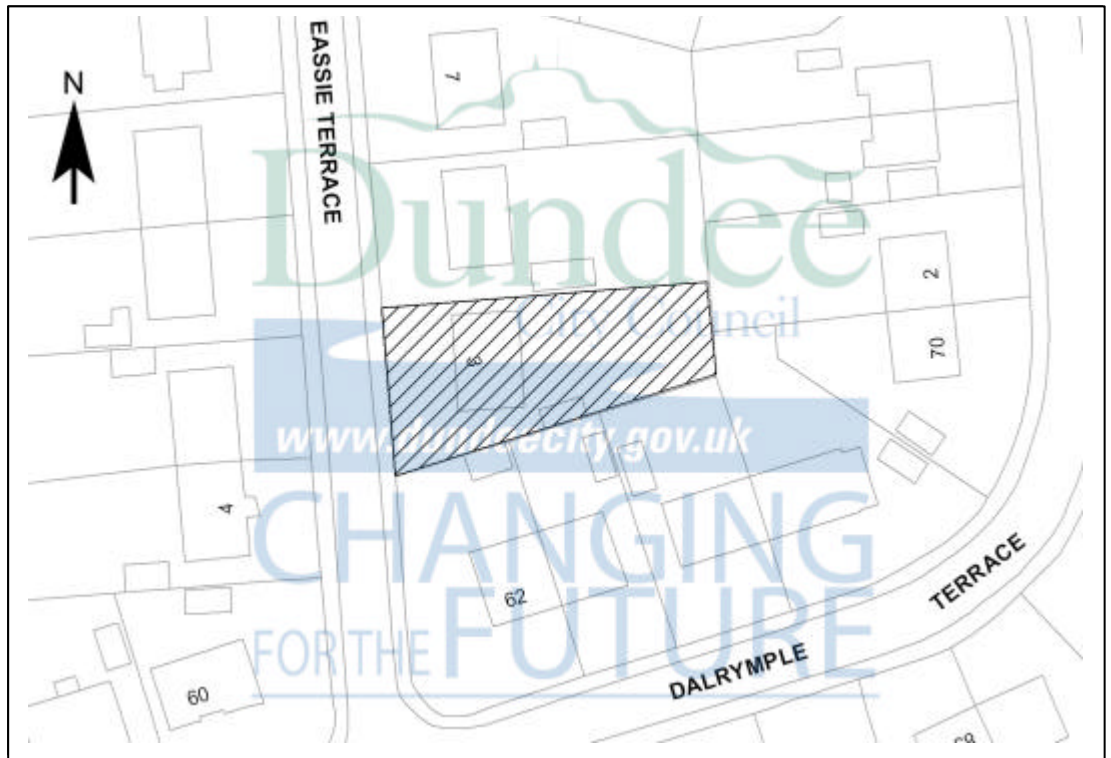 N
EASSIE TERRACE
7
Dundee
City Council
2
70
3
www.dundeecity.gov.uk
4
CHANGING
FOR THE FUTURE
62
60
DALRYMPLE TERRACE